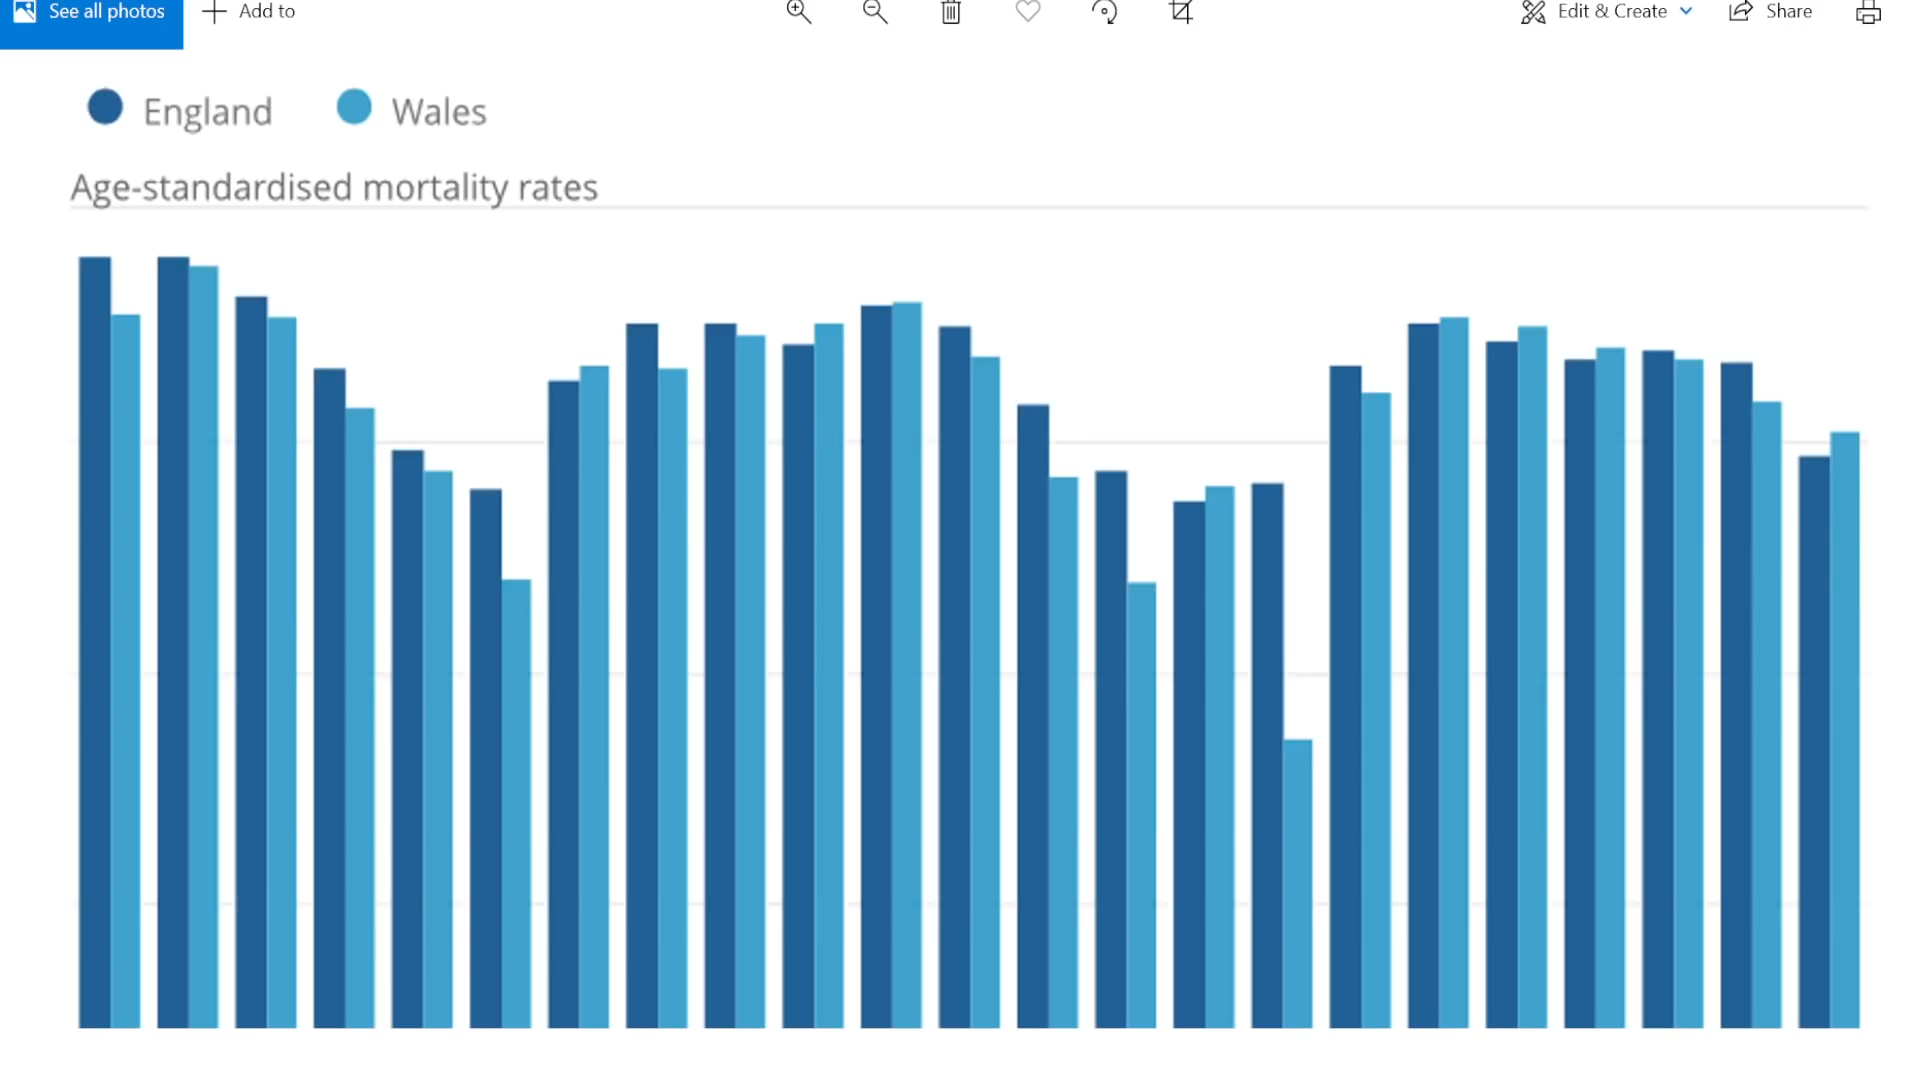 See all photos Add to Edit & Create Share
England Wales
Age-standardised mortality rates